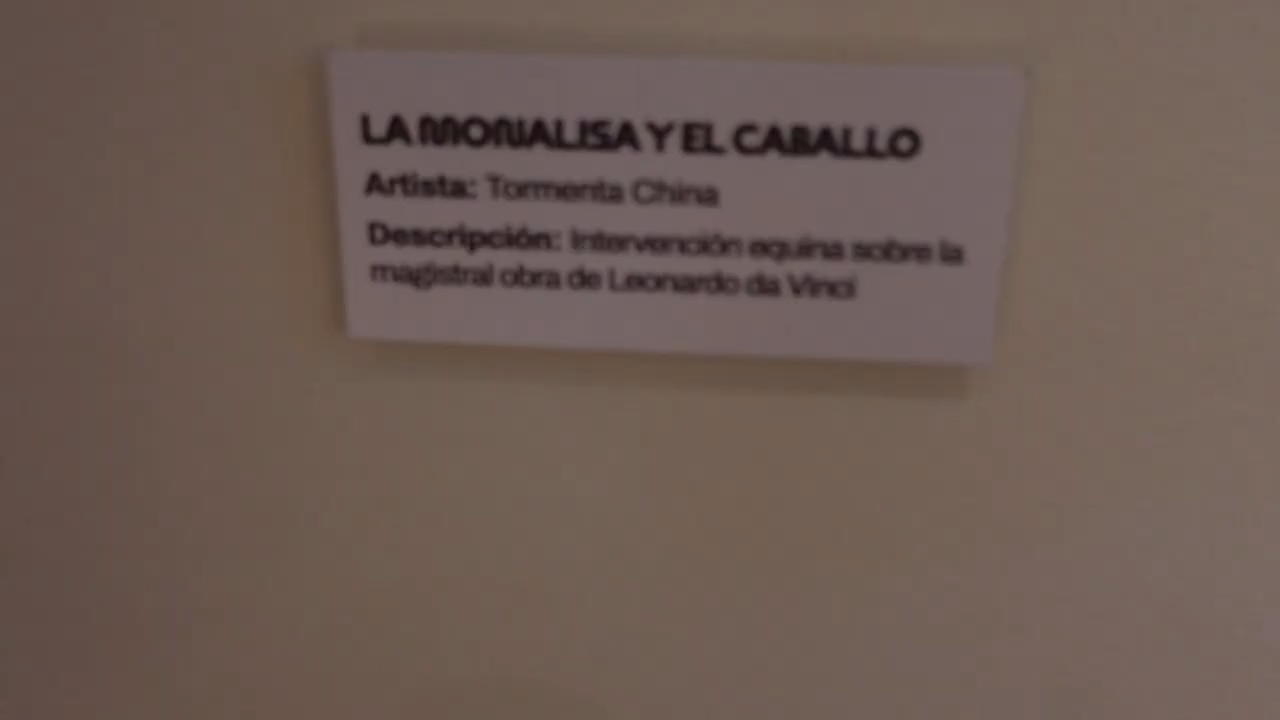 LA MONALISA Y EL CABALLO
Artista: Tormenta China
Descripción: Intervención equina sobre la
magistral obra de Leonardo da Vinci